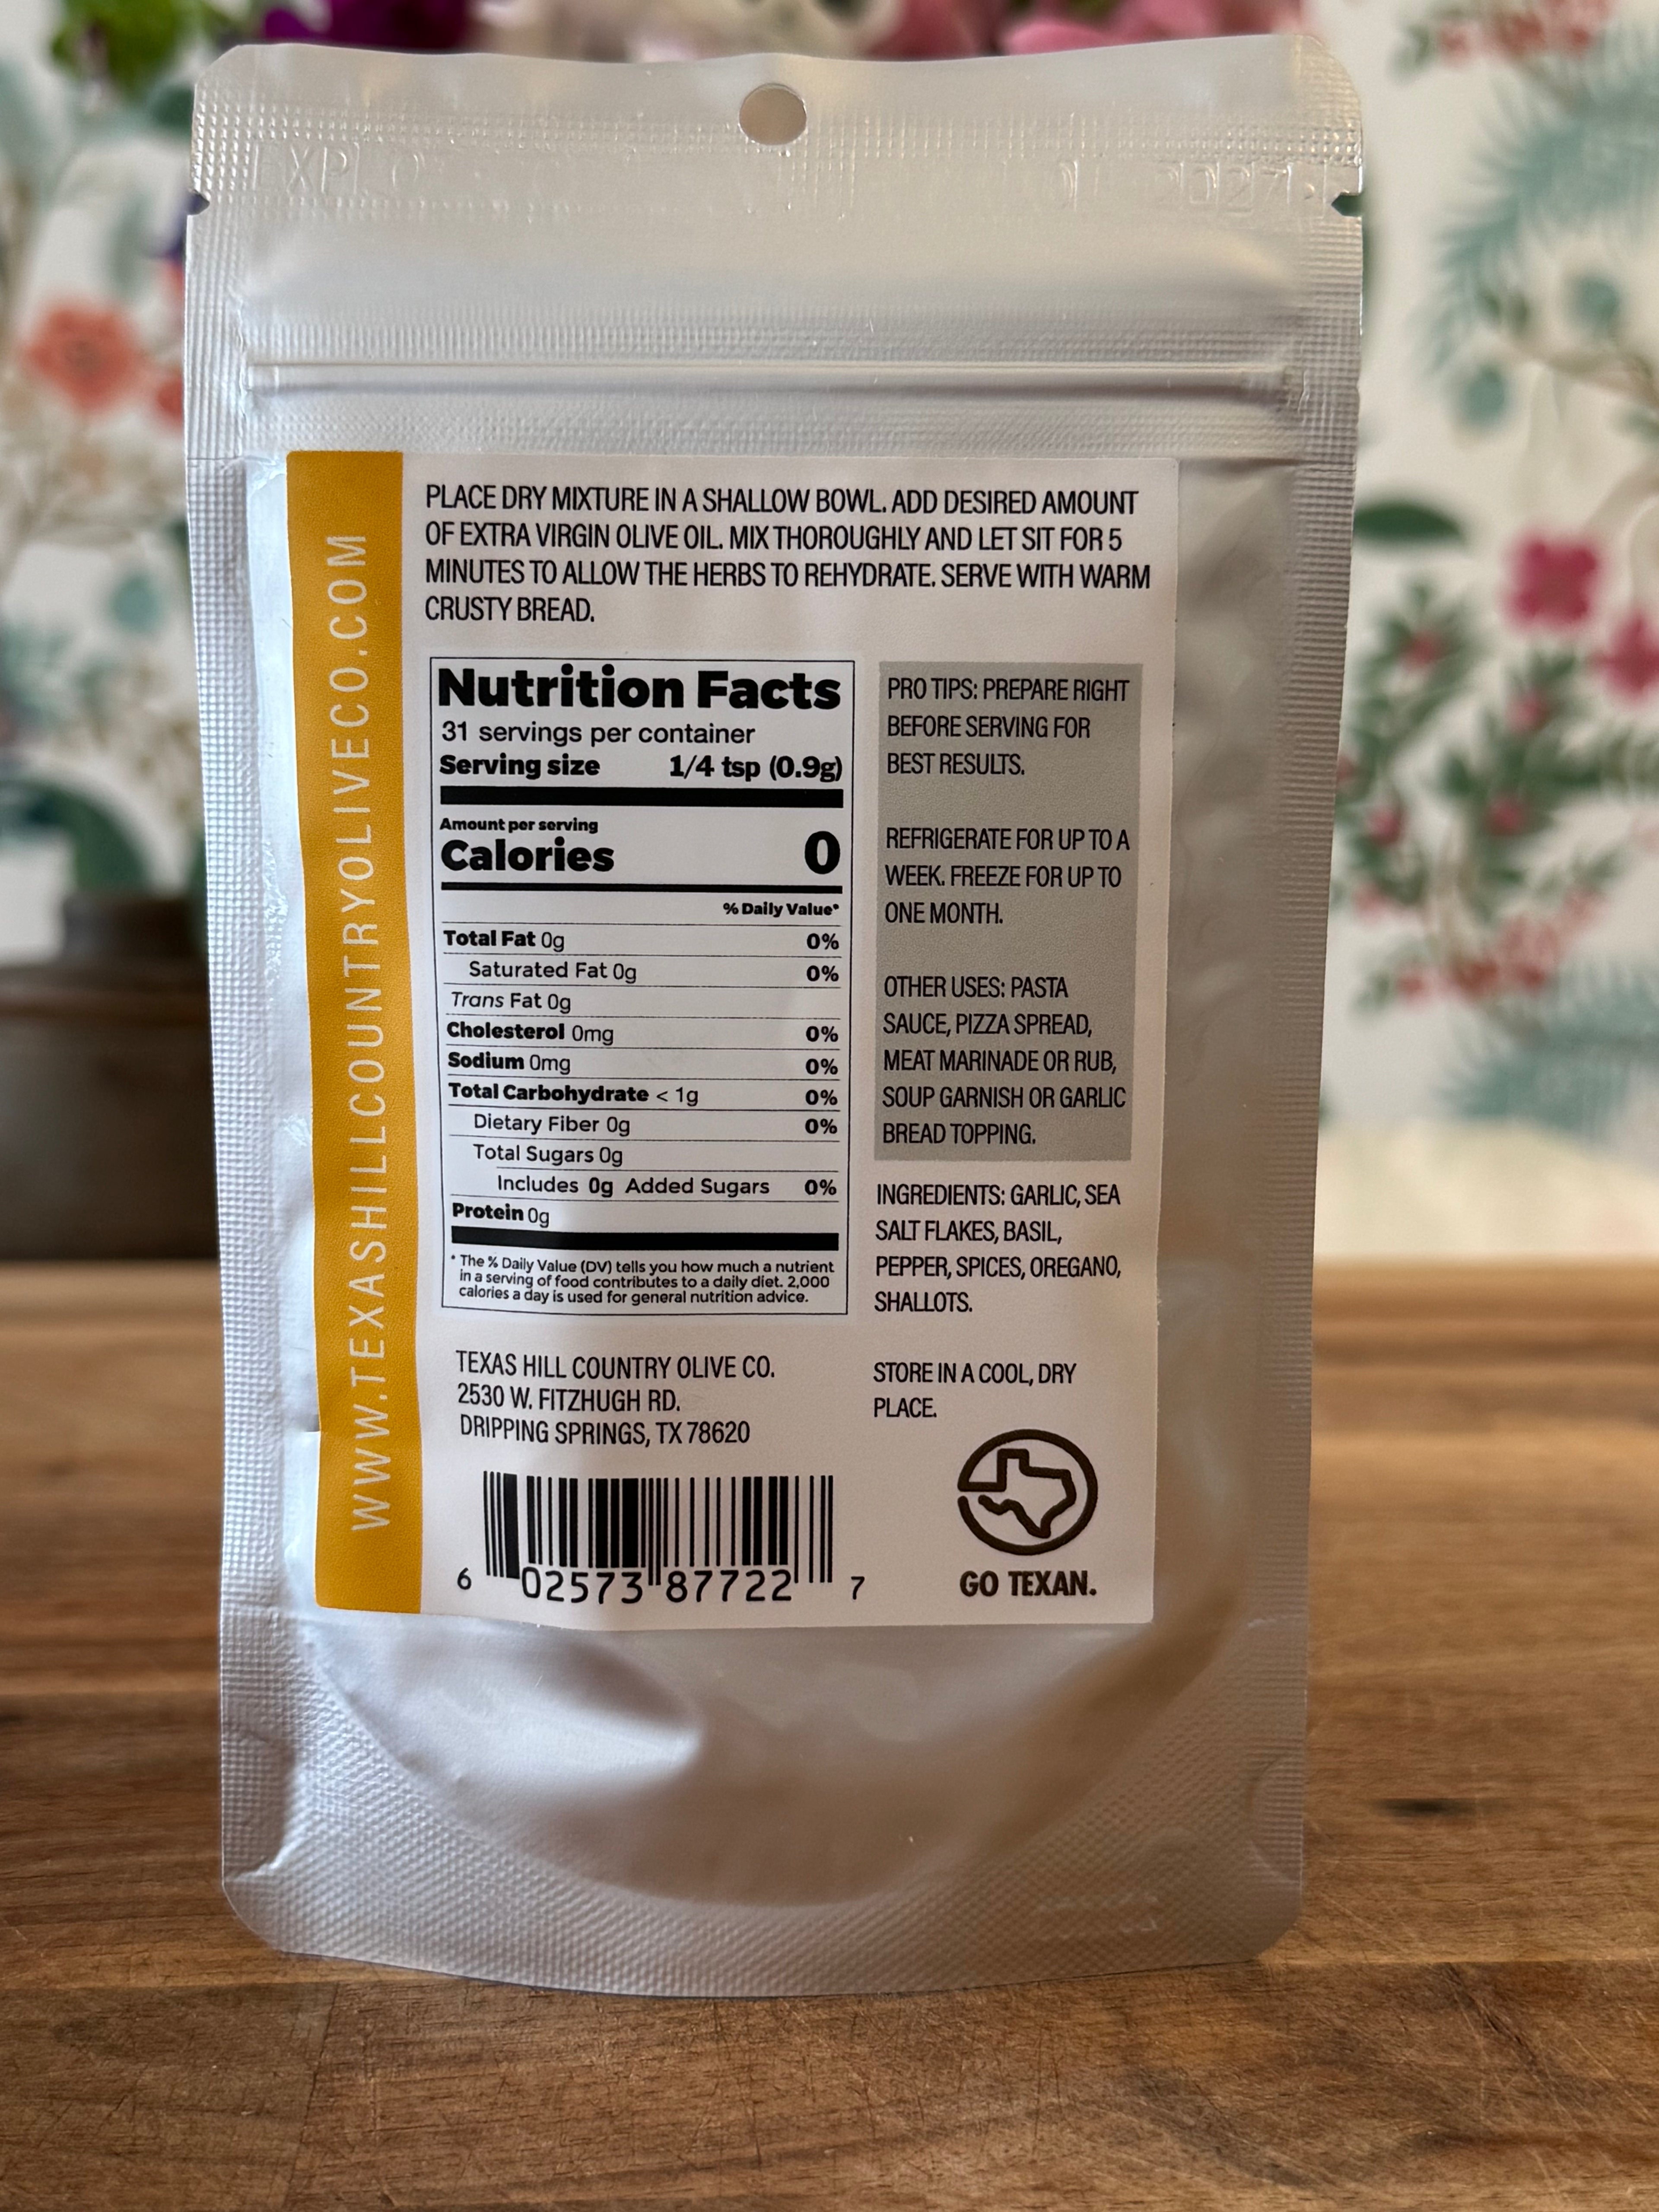 2027
PLACE DRY MIXTURE IN A SHALLOW BOWL. ADD DESIRED AMOUNT
OF EXTRA VIRGIN OLIVE OIL. MIX THOROUGHLY AND LET SIT FOR 5
MINUTES TO ALLOW THE HERBS TO REHYDRATE. SERVE WITH WARM
CRUSTY BREAD.
WWW.TEXASHILLCOUNTRYOLIVECO.COM
Nutrition Facts
31 servings per container
Serving size 1/4 tsp (0.9g)
Amount per serving
Calories 0
% Daily Value*
Total Fat 0g 0%
Saturated Fat 0g 0%
Trans Fat 0g
Cholesterol 0mg 0%
Sodium 0mg 0%
Total Carbohydrate < 1g 0%
Dietary Fiber 0g 0%
Total Sugars 0g
Includes 0g Added Sugars 0%
Protein 0g
* The % Daily Value (DV) tells you how much a nutrient
in a serving of food contributes to a daily diet. 2,000
calories a day is used for general nutrition advice.
PRO TIPS: PREPARE RIGHT
BEFORE SERVING FOR
BEST RESULTS.
REFRIGERATE FOR UP TO A
WEEK. FREEZE FOR UP TO
ONE MONTH.
OTHER USES: PASTA
SAUCE, PIZZA SPREAD,
MEAT MARINADE OR RUB,
SOUP GARNISH OR GARLIC
BREAD TOPPING.
INGREDIENTS: GARLIC, SEA
SALT FLAKES, BASIL,
PEPPER, SPICES, OREGANO,
SHALLOTS.
STORE IN A COOL, DRY
PLACE.
TEXAS HILL COUNTRY OLIVE CO.
2530 W. FITZHUGH RD.
DRIPPING SPRINGS, TX 78620
6 02573 87722 7
GO TEXAN.